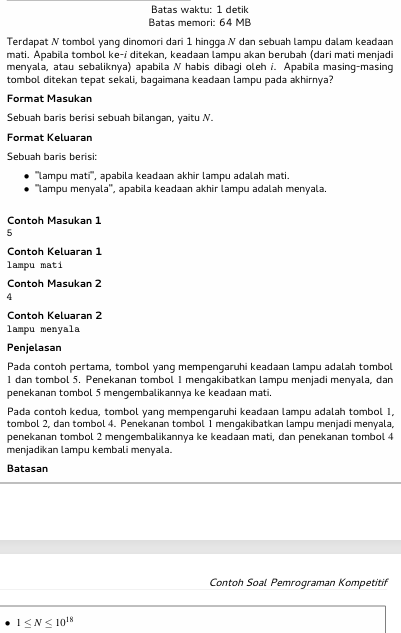 Batas waktu: 1 detik
Batas memori: 64 MB
Terdapat N tombol yang dinomori dari 1 hingga N dan sebuah lampu dalam keadaan
mati. Apabila tombol ke-i ditekan, keadaan lampu akan berubah (dari mati menjadi
menyala, atau sebaliknya) apabila N habis dibagi oleh i. Apabila masing-masing
tombol ditekan tepat sekali, bagaimana keadaan lampu pada akhirnya?
Format Masukan
Sebuah baris berisi sebuah bilangan, yaitu N.
Format Keluaran
Sebuah baris berisi:
• "lampu mati", apabila keadaan akhir lampu adalah mati.
• "lampu menyala", apabila keadaan akhir lampu adalah menyala.
Contoh Masukan 1
5
Contoh Keluaran 1
lampu mati
Contoh Masukan 2
4
Contoh Keluaran 2
lampu menyala
Penjelasan
Pada contoh pertama, tombol yang mempengaruhi keadaan lampu adalah tombol
1 dan tombol 5. Penekanan tombol 1 mengakibatkan lampu menjadi menyala, dan
penekanan tombol 5 mengembalikannya ke keadaan mati.
Pada contoh kedua, tombol yang mempengaruhi keadaan lampu adalah tombol 1,
tombol 2, dan tombol 4. Penekanan tombol 1 mengakibatkan lampu menjadi menyala,
penekanan tombol 2 mengembalikannya ke keadaan mati, dan penekanan tombol 4
menjadikan lampu kembali menyala.
Batasan
Contoh Soal Pemrograman Kompetitif
• 1 ≤ N ≤ 10^18